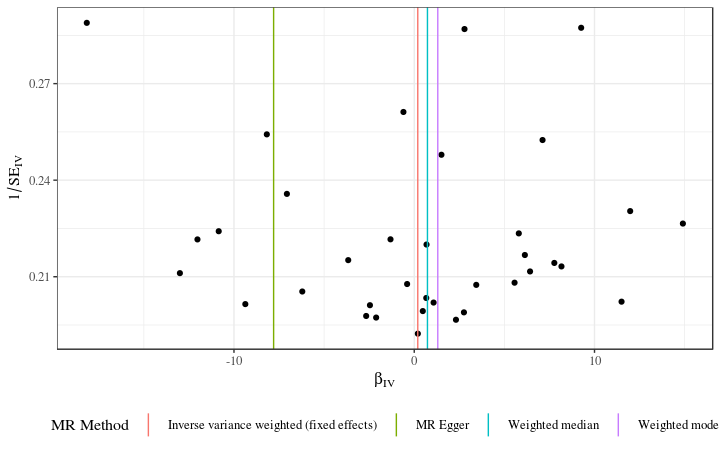 1/SE_IV
0.27
0.24
0.21
-10 0 10
β_IV
MR Method Inverse variance weighted (fixed effects) MR Egger Weighted median Weighted mode